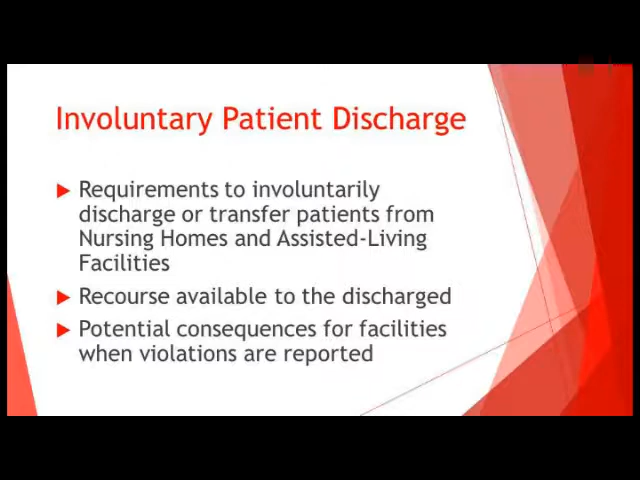 Involuntary Patient Discharge
Requirements to involuntarily
discharge or transfer patients from
Nursing Homes and Assisted-Living
Facilities
Recourse available to the discharged
Potential consequences for facilities
when violations are reported